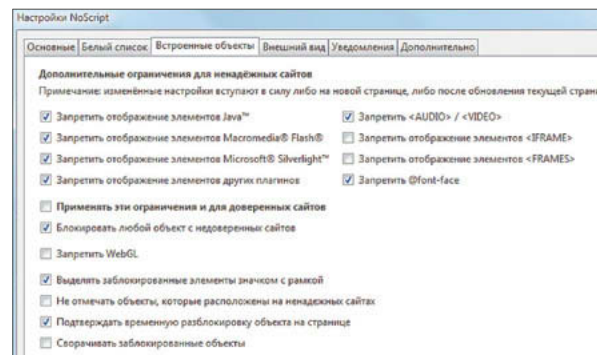 Настройки NoScript
Основные Белый список Встроенные объекты Внешний вид Уведомления Дополнительно
Дополнительные ограничения для ненадёжных сайтов
Примечание: изменённые настройки вступают в силу либо на новой странице, либо после обновления текущей
Запретить отображение элементов Java™ Запретить <AUDIO> / <VIDEO>
Запретить отображение элементов Macromedia® Flash® Запретить отображение элементов <IFRAME>
Запретить отображение элементов Microsoft® Silverlight™ Запретить отображение элементов <FRAMES>
Запретить отображение элементов других плагинов Запретить @font-face
Применять эти ограничения и для доверенных сайтов
Блокировать любой объект с недоверенных сайтов
Запретить WebGL
Выделять заблокированные элементы значком с рамкой
Не отмечать объекты, которые расположены на ненадежных сайтах
Подтверждать временную разблокировку объекта на странице
Сворачивать заблокированные объекты